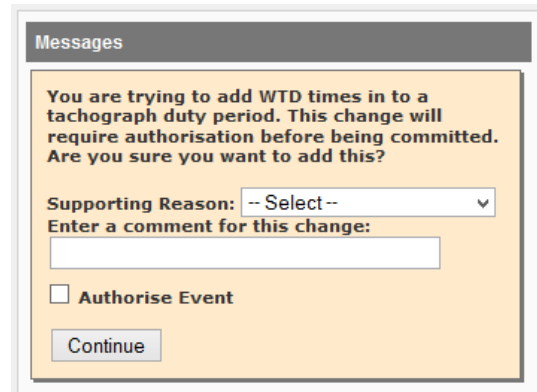 Messages
You are trying to add WTD times in to a
tachograph duty period. This change will
require authorisation before being committed.
Are you sure you want to add this?
Supporting Reason: -- Select --
Enter a comment for this change:
Authorise Event
Continue